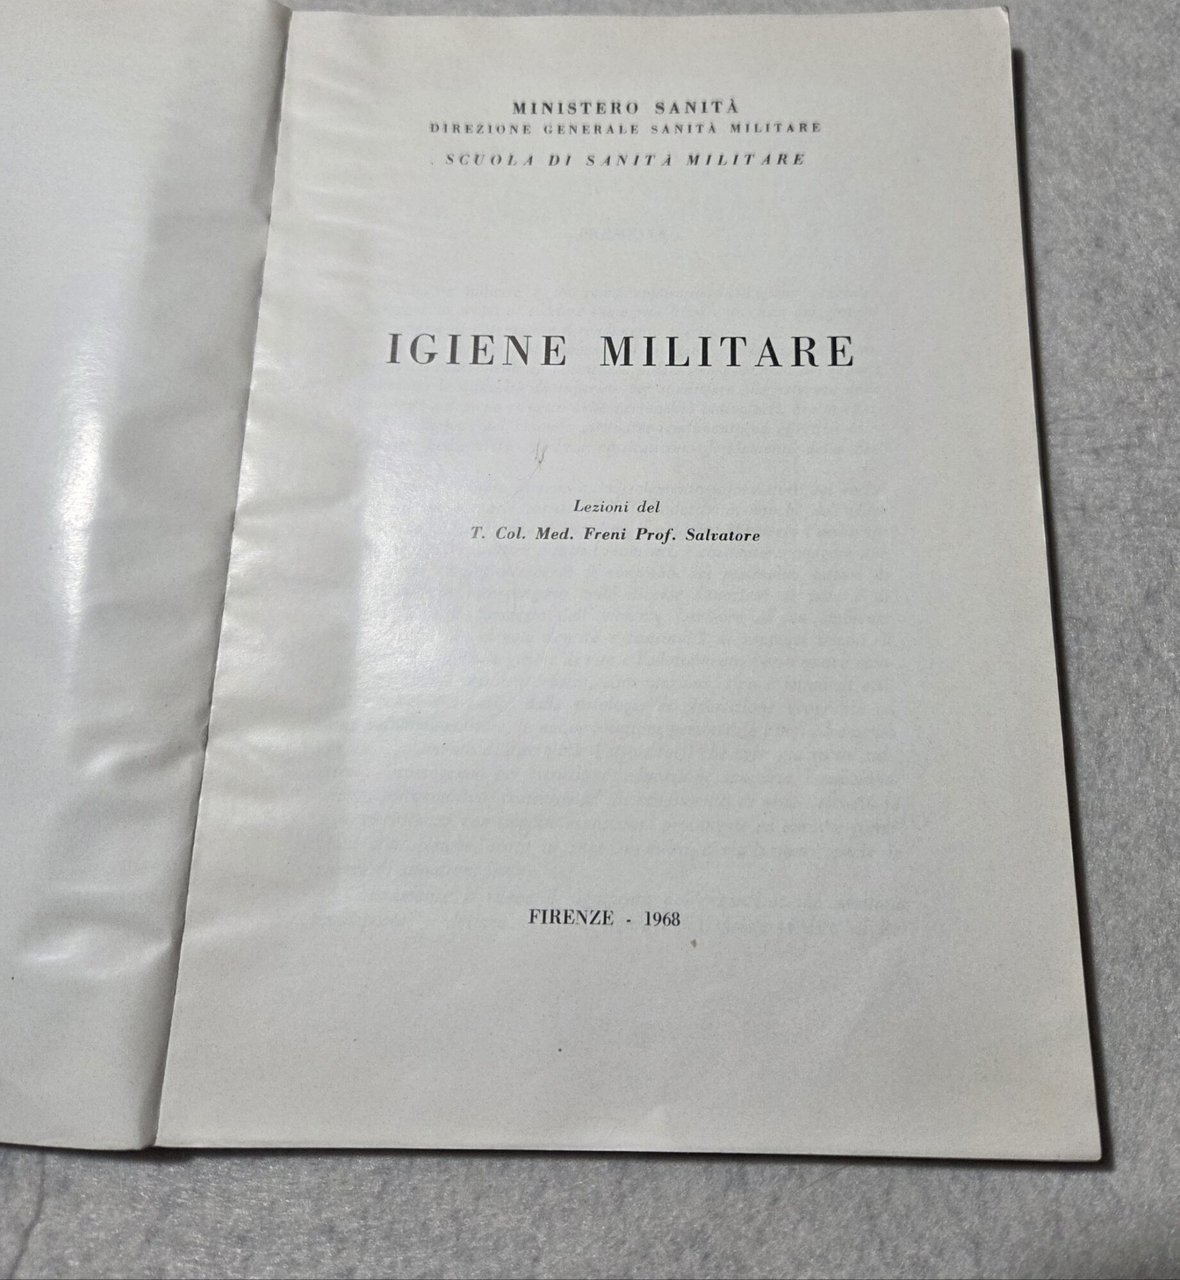 MINISTERO SANITÀ
DIREZIONE GENERALE SANITÀ MILITARE
SCUOLA DI SANITÀ MILITARE
IGIENE MILITARE
Lezioni del
T. Col. Med. Freni Prof. Salvatore
FIRENZE - 1968